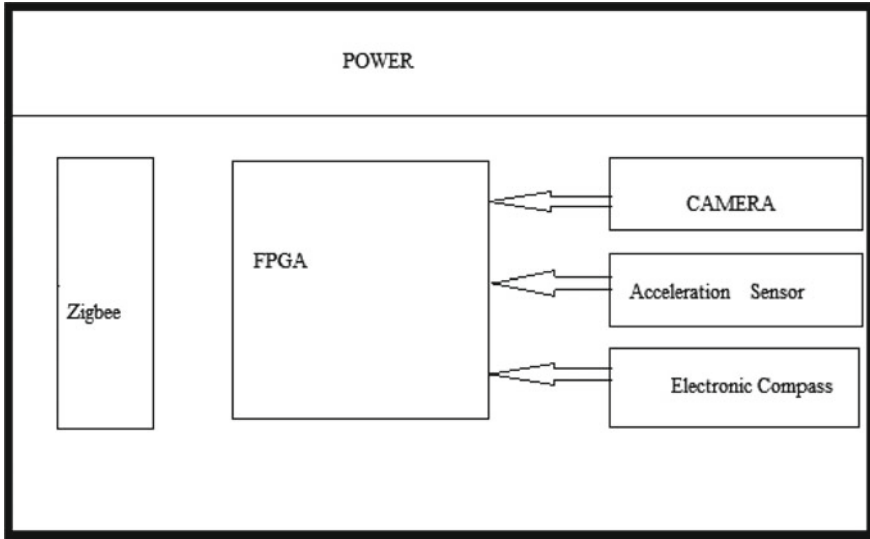 POWER
CAMERA
FPGA
Acceleration Sensor
Zigbee
Electronic Compass